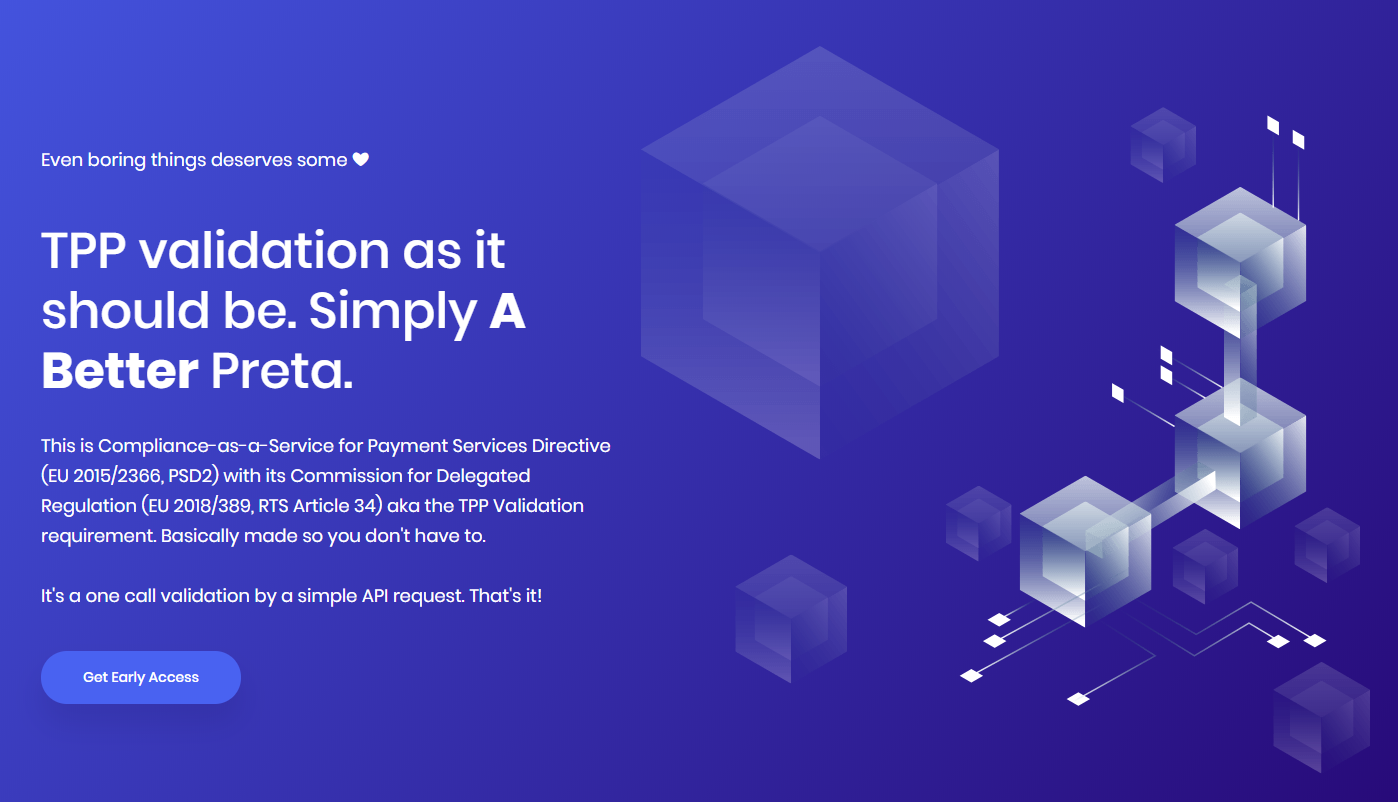 Even boring things deserves some ♥
TPP validation as it
should be. Simply A
Better Preta.
This is Compliance-as-a-Service for Payment Services Directive
(EU 2015/2366, PSD2) with its Commission for Delegated
Regulation (EU 2018/389, RTS Article 34) aka the TPP Validation
requirement. Basically made so you don't have to.
It's a one call validation by a simple API request. That's it!
Get Early Access